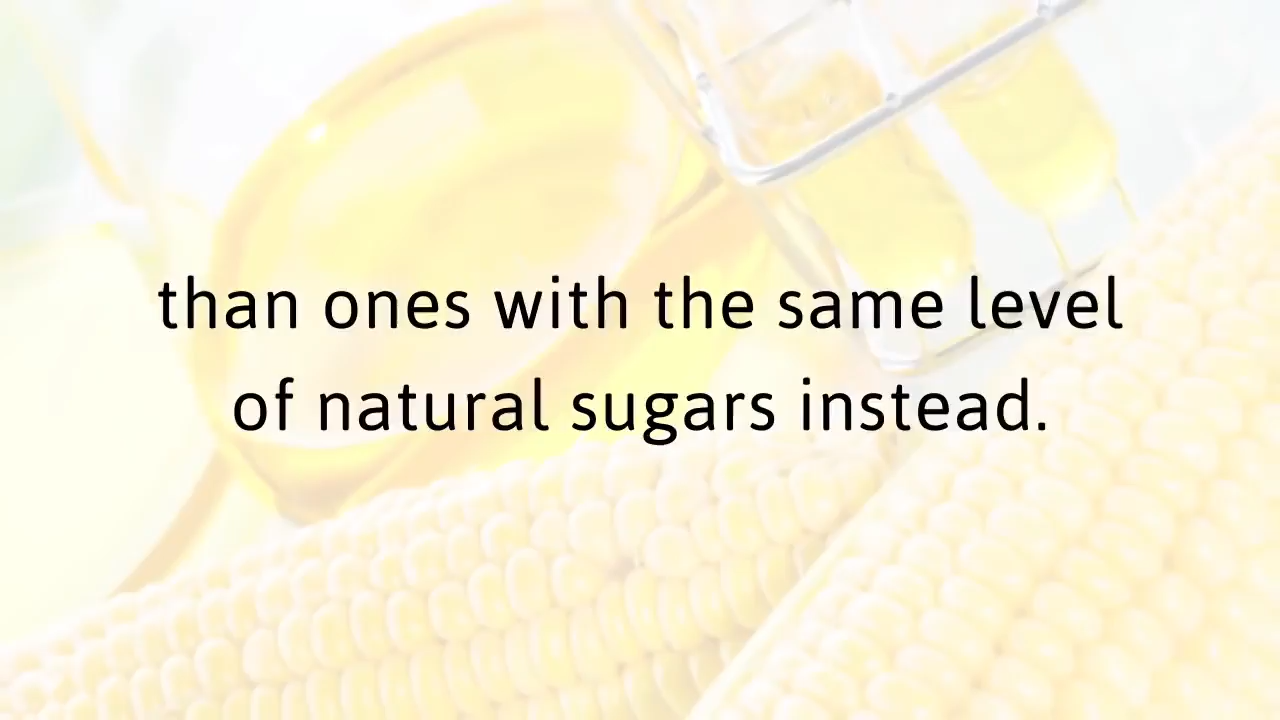 than ones with the same level
of natural sugars instead.